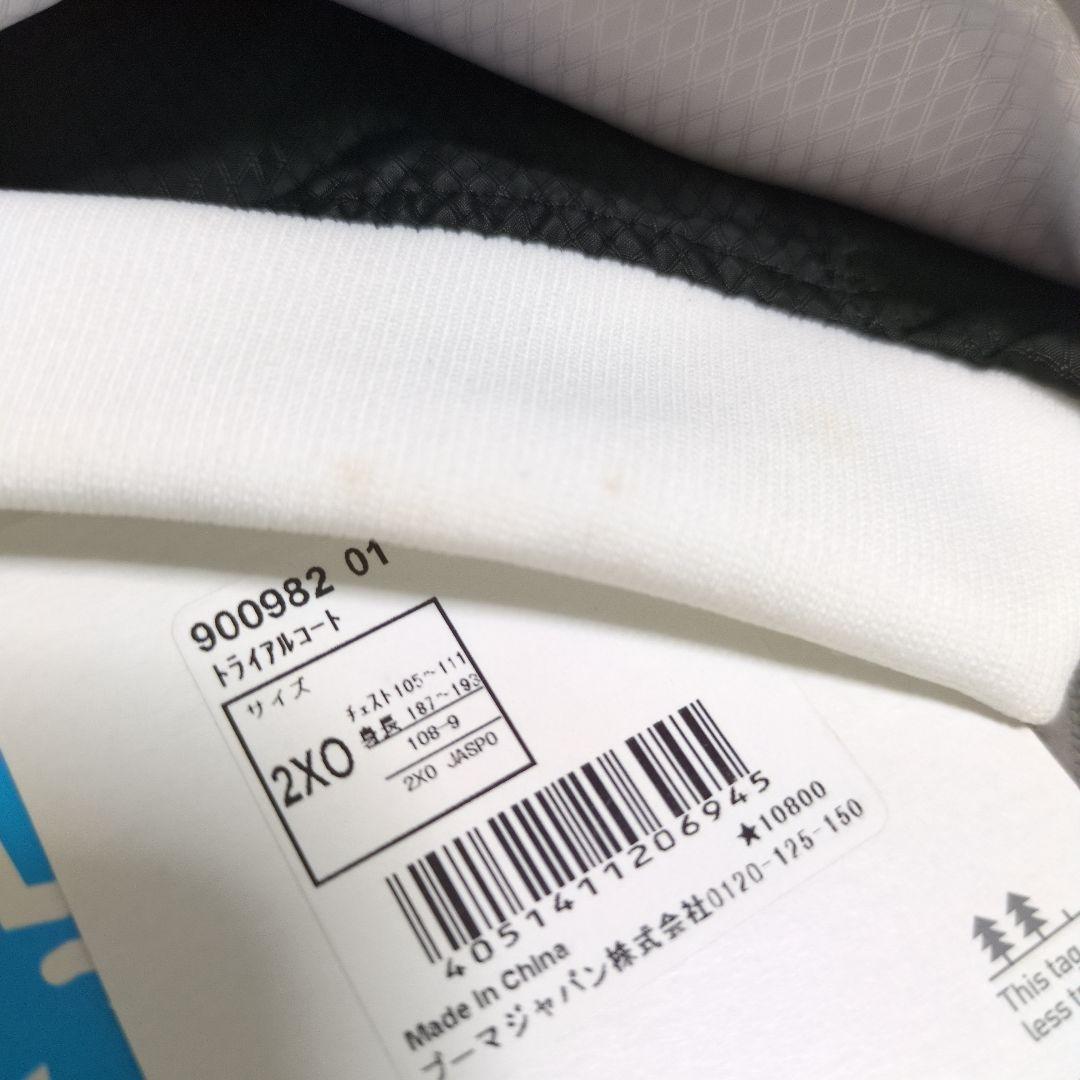 900982 01
トライアルコート
サイズ
2XO
チェスト105~111
身長 187~193
108-9
2XO JASPO
4051411206945
★10800
Made In China
プーマジャパン株式会社0120-125-150
This tag
less